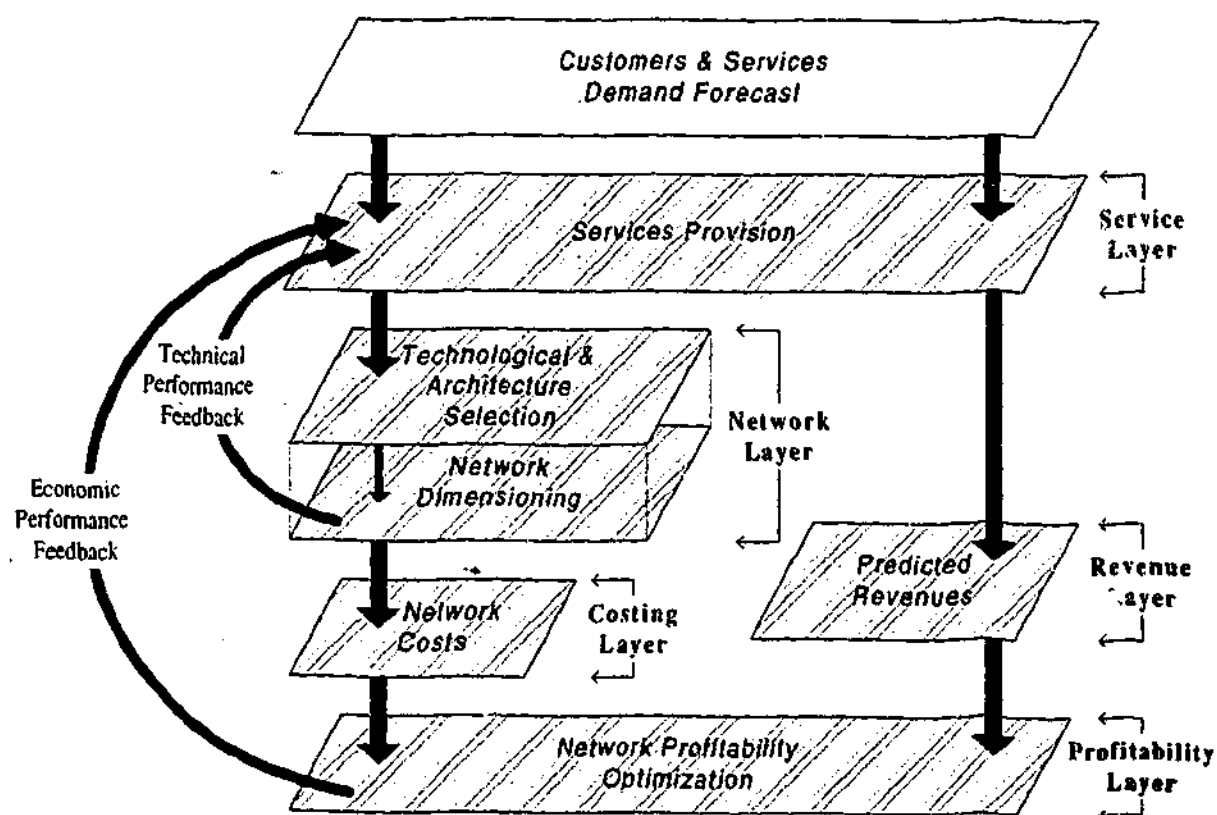 Customers & Services
Demand Forecast
Services Provision
Service
Layer
Technological &
Architecture
Selection
Technical
Performance
Feedback
Network
Layer
Network
Dimensioning
Economic
Performance
Feedback
Predicted
Revenues
Revenue
ayer
Network
Costs
Costing
Layer
Network Profitability
Optimization
Profitability
Layer